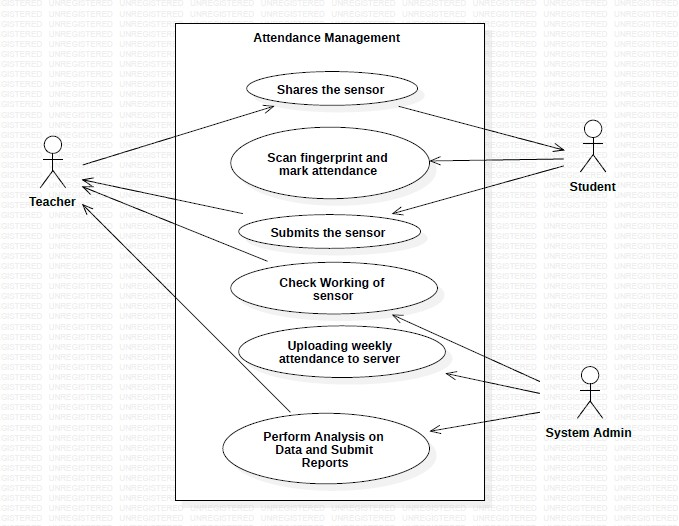 Attendance Management
Shares the sensor
Scan fingerprint and
mark attendance
Teacher
Student
Submits the sensor
Check Working of
sensor
Uploading weekly
attendance to server
System Admin
Perform Analysis on
Data and Submit
Reports
UNREGISTERED